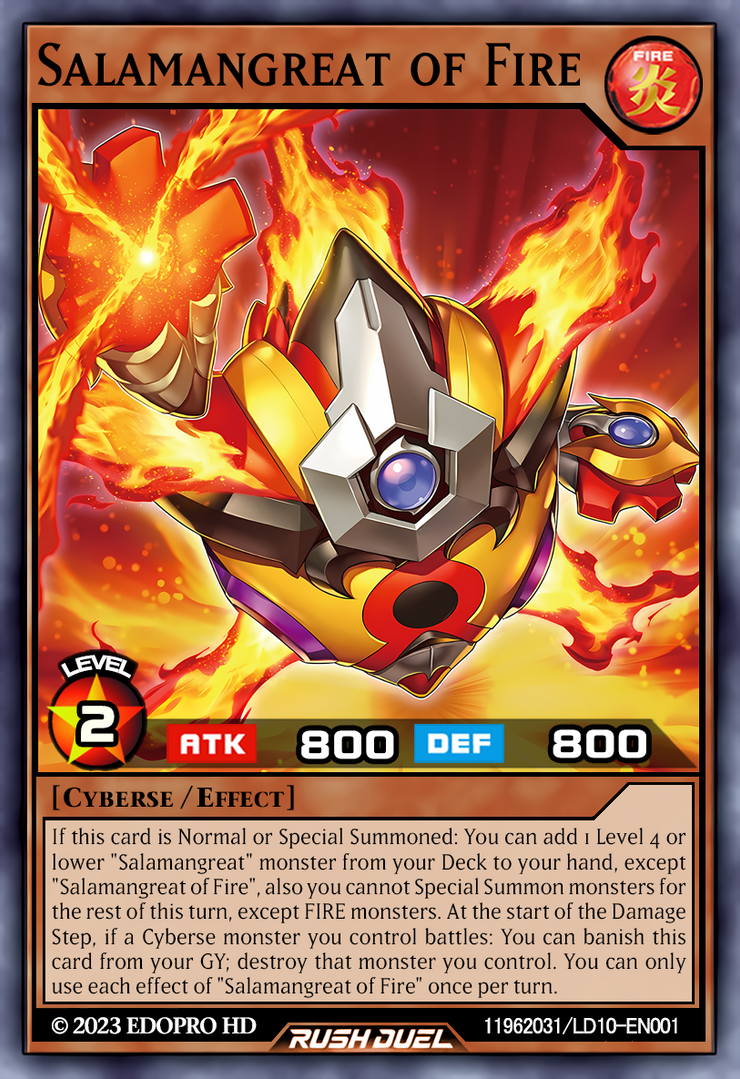 Salamangreat of Fire
FIRE
炎
LEVEL
2
ATK 800 DEF 800
[Cyberse/Effect]
If this card is Normal or Special Summoned: You can add 1 Level 4 or
lower "Salamangreat" monster from your Deck to your hand, except
"Salamangreat of Fire", also you cannot Special Summon monsters for
the rest of this turn, except FIRE monsters. At the start of the Damage
Step, if a Cyberse monster you control battles: You can banish this
card from your GY; destroy that monster you control. You can only
use each effect of "Salamangreat of Fire" once per turn.
© 2023 EDOPRO HD
RUSH DUEL
11962031/LD10-EN001